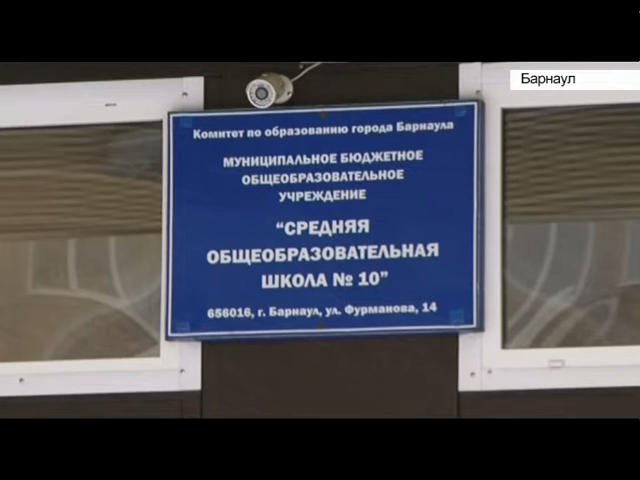 Барнаул
Комитет по образованию города Барнаула
МУНИЦИПАЛЬНОЕ БЮДЖЕТНОЕ
ОБЩЕОБРАЗОВАТЕЛЬНОЕ
УЧРЕЖДЕНИЕ
“СРЕДНЯЯ
ОБЩЕОБРАЗОВАТЕЛЬНАЯ
ШКОЛА № 10”
656016, г. Барнаул, ул. Фурманова, 14